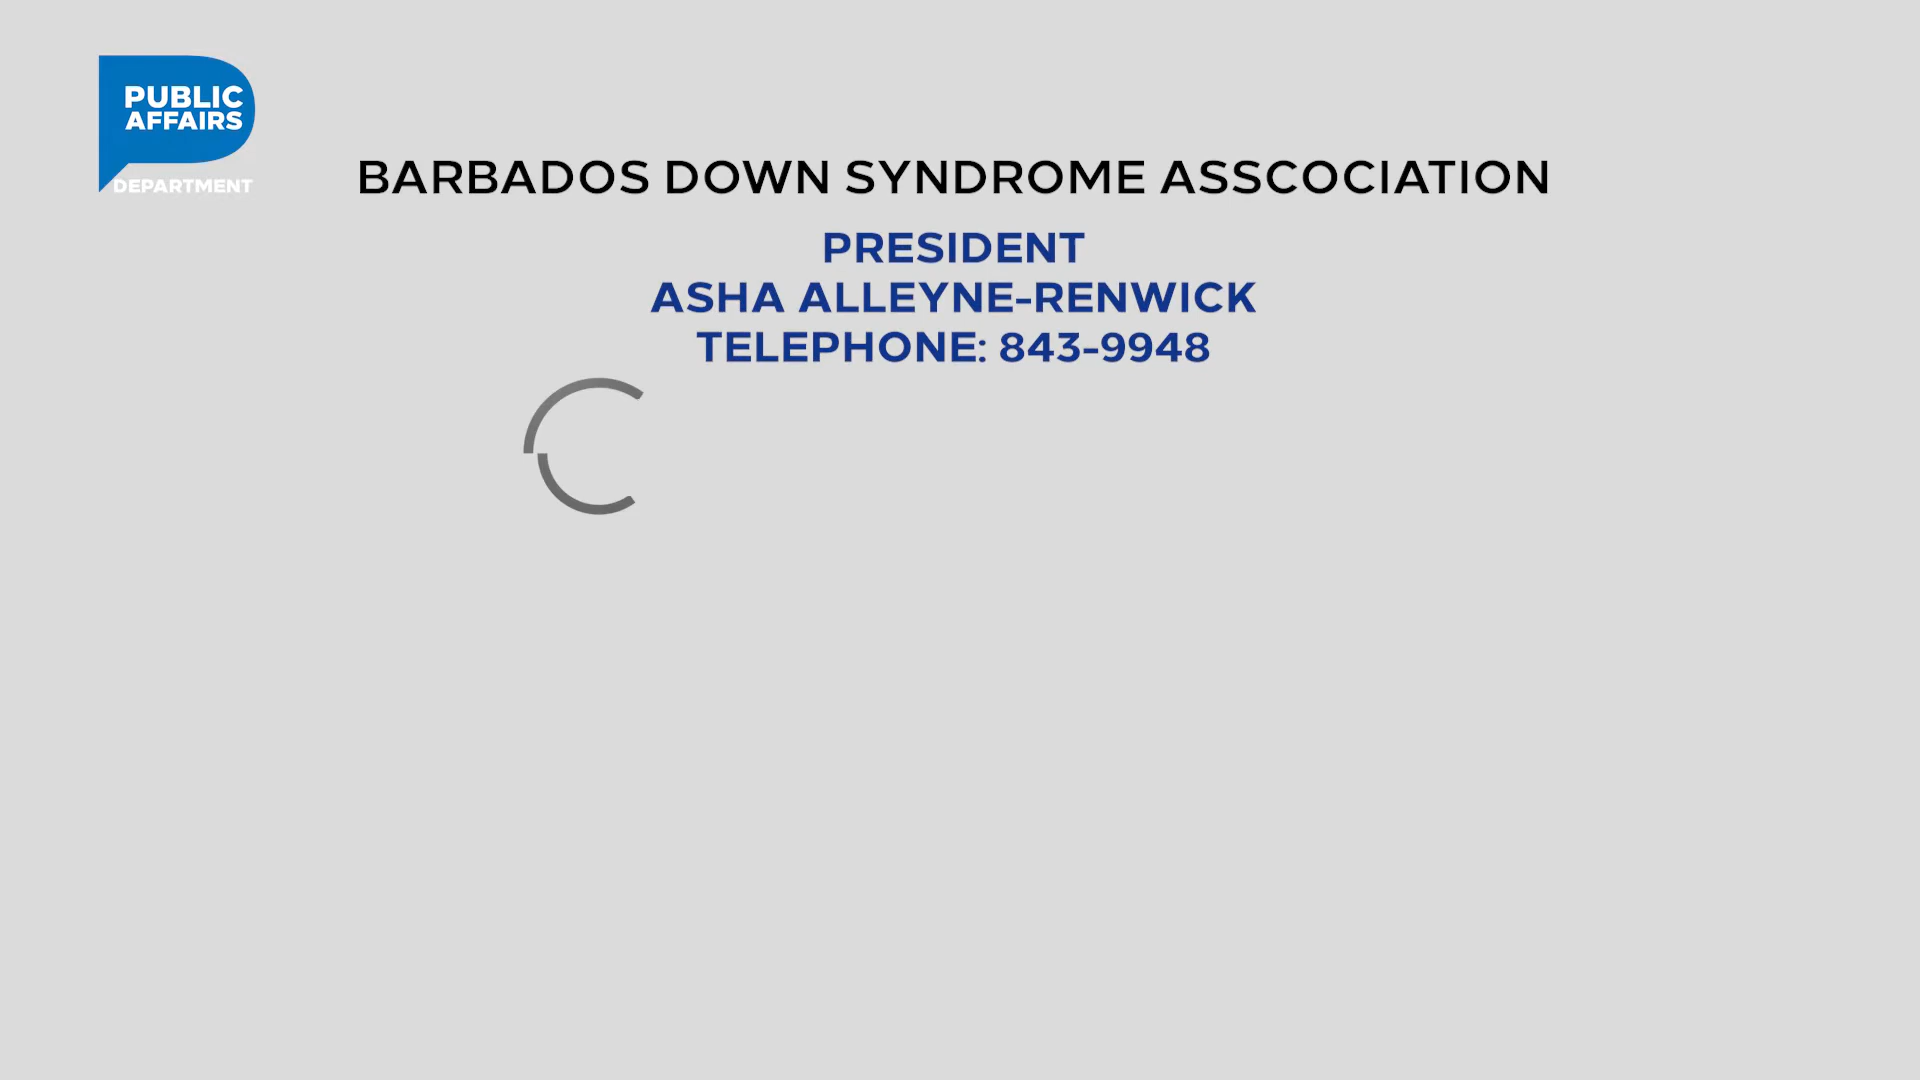 PUBLIC
AFFAIRS
DEPARTMENT
BARBADOS DOWN SYNDROME ASSCOCIATION
PRESIDENT
ASHA ALLEYNE-RENWICK
TELEPHONE: 843-9948